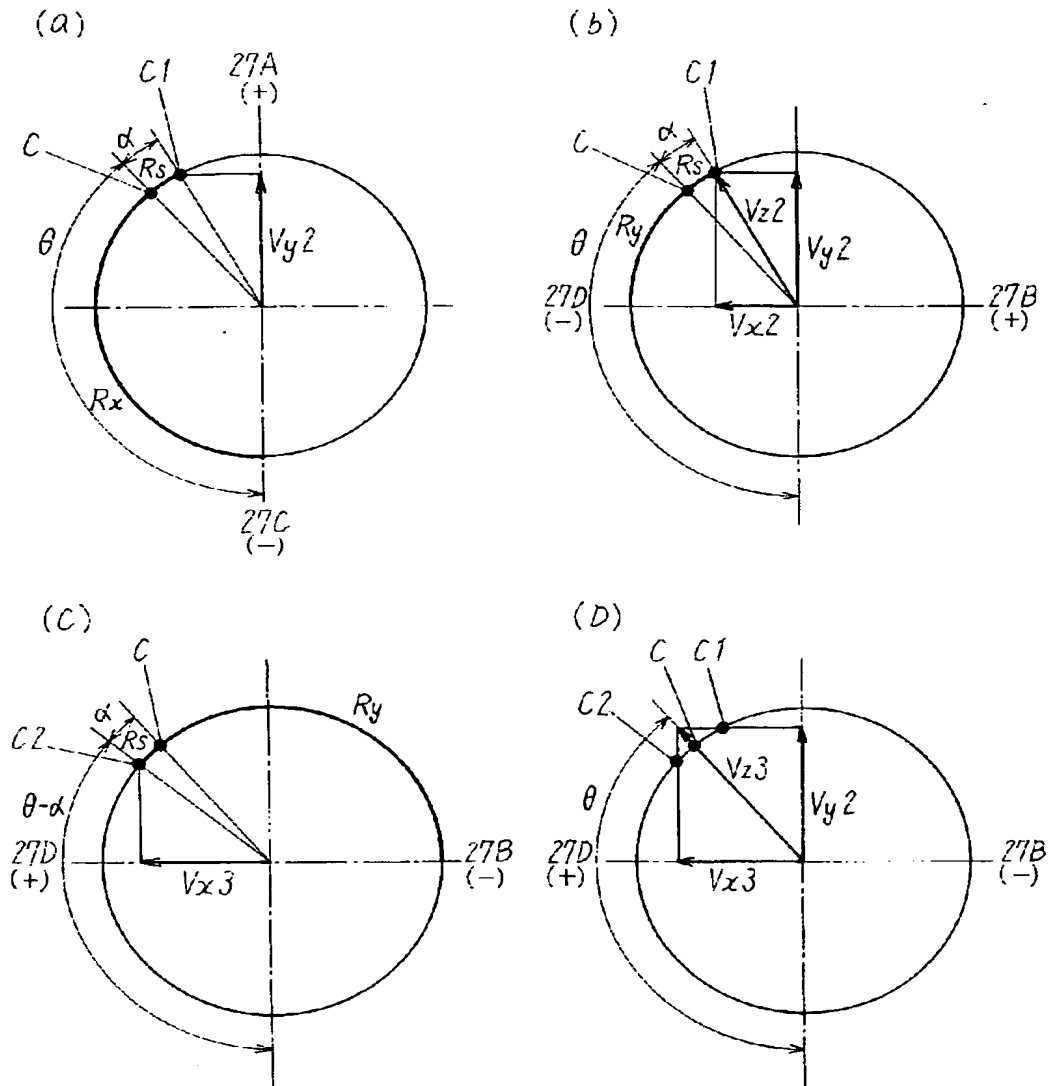 (a)
C1
27A
(+)
C
α
Rs
θ
Vy2
Rx
27C
(-)
(b)
C1
C
α
Rs
Vz2
Ry
θ
Vy2
27D
(-)
27B
(+)
Vx2
(C)
C
Ry
α
C2
Rs
θ-α
27D
(+)
27B
(-)
Vx3
(D)
C
C1
C2
Vz3
θ
Vy2
27D
(+)
27B
(-)
Vx3